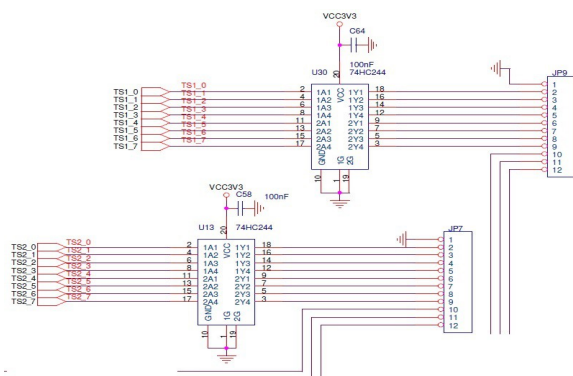 VCC3V3
C64
100nF
U30 20 74HC244
JP9
TS1_0 TS1_0 2 1A1 VCC 1Y1 18 1
TS1_1 TS1_1 4 1A2 1Y2 16 2
TS1_2 TS1_2 6 1A3 1Y3 14 3
TS1_3 TS1_3 8 1A4 1Y4 12 4
TS1_4 TS1_4 11 2A1 2Y1 9 5
TS1_5 TS1_5 13 2A2 2Y2 7 6
TS1_6 TS1_6 15 2A3 2Y3 5 7
TS1_7 TS1_7 17 2A4 2Y4 3 8
9
10
11
12
GND 1G 2G
10 1 19
VCC3V3
C58
100nF
U13 20 74HC244
JP7
TS2_0 TS2_0 2 1A1 VCC 1Y1 18 1
TS2_1 TS2_1 4 1A2 1Y2 16 2
TS2_2 TS2_2 6 1A3 1Y3 14 3
TS2_3 TS2_3 8 1A4 1Y4 12 4
TS2_4 TS2_4 11 2A1 2Y1 9 5
TS2_5 TS2_5 13 2A2 2Y2 7 6
TS2_6 TS2_6 15 2A3 2Y3 5 7
TS2_7 TS2_7 17 2A4 2Y4 3 8
9
10
11
12
GND 1G 2G
10 1 19